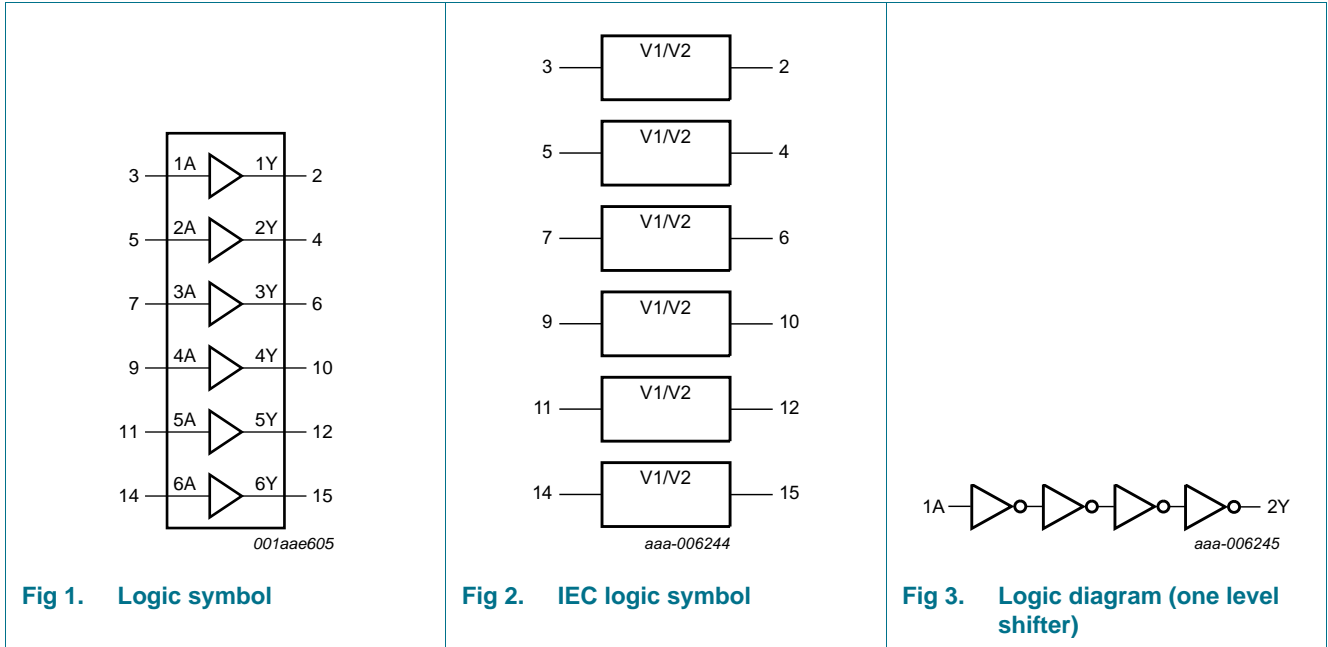 3 1A 1Y 2
5 2A 2Y 4
7 3A 3Y 6
9 4A 4Y 10
11 5A 5Y 12
14 6A 6Y 15
001aae605
Fig 1. Logic symbol
V1/V2
3 2
V1/V2
5 4
V1/V2
7 6
V1/V2
9 10
V1/V2
11 12
V1/V2
14 15
aaa-006244
Fig 2. IEC logic symbol
1A 2Y
aaa-006245
Fig 3. Logic diagram (one level
shifter)